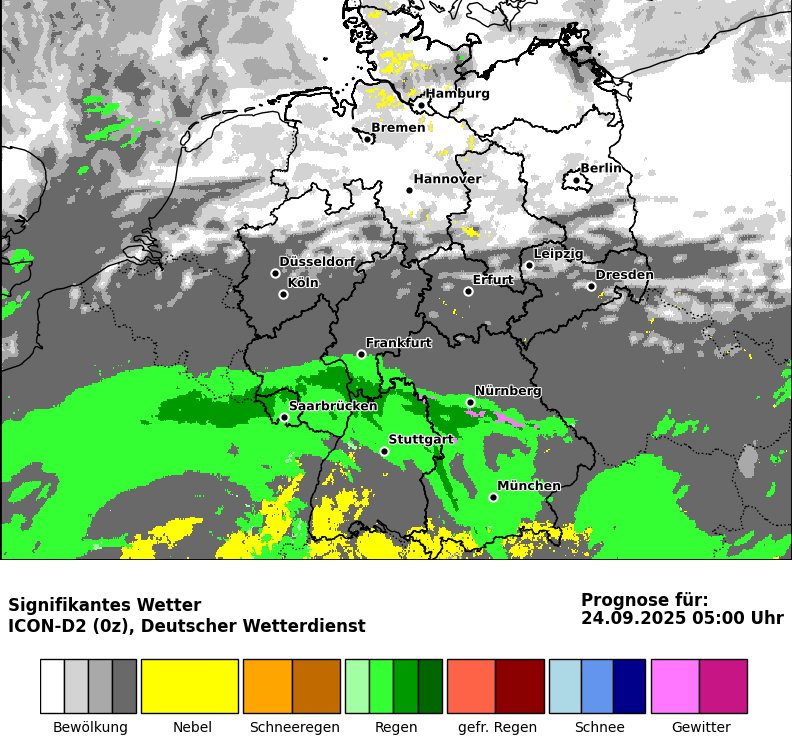 Hamburg
Bremen
Hannover
Berlin
Düsseldorf
Köln
Leipzig
Erfurt
Dresden
Frankfurt
Nürnberg
Saarbrücken
Stuttgart
München
Signifikantes Wetter
ICON-D2 (0z), Deutscher Wetterdienst
Prognose für:
24.09.2025 05:00 Uhr
Bewölkung
Nebel
Schneeregen
Regen
gefr. Regen
Schnee
Gewitter